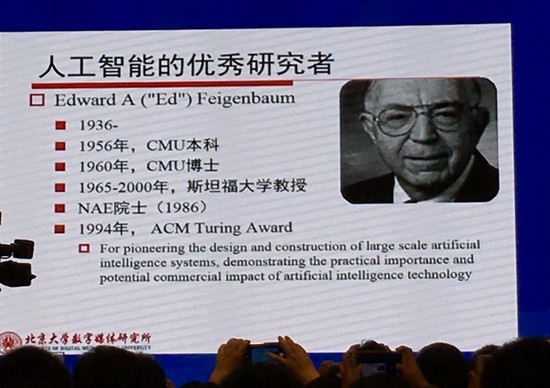 人工智能的优秀研究者
Edward A ("Ed") Feigenbaum
1936-
1956年，CMU本科
1960年，CMU博士
1965-2000年，斯坦福大学教授
NAE院士（1986）
1994年， ACM Turing Award
For pioneering the design and construction of large scale artificial
intelligence systems, demonstrating the practical importance and
potential commercial impact of artificial intelligence technology
北京大学数字媒体研究所